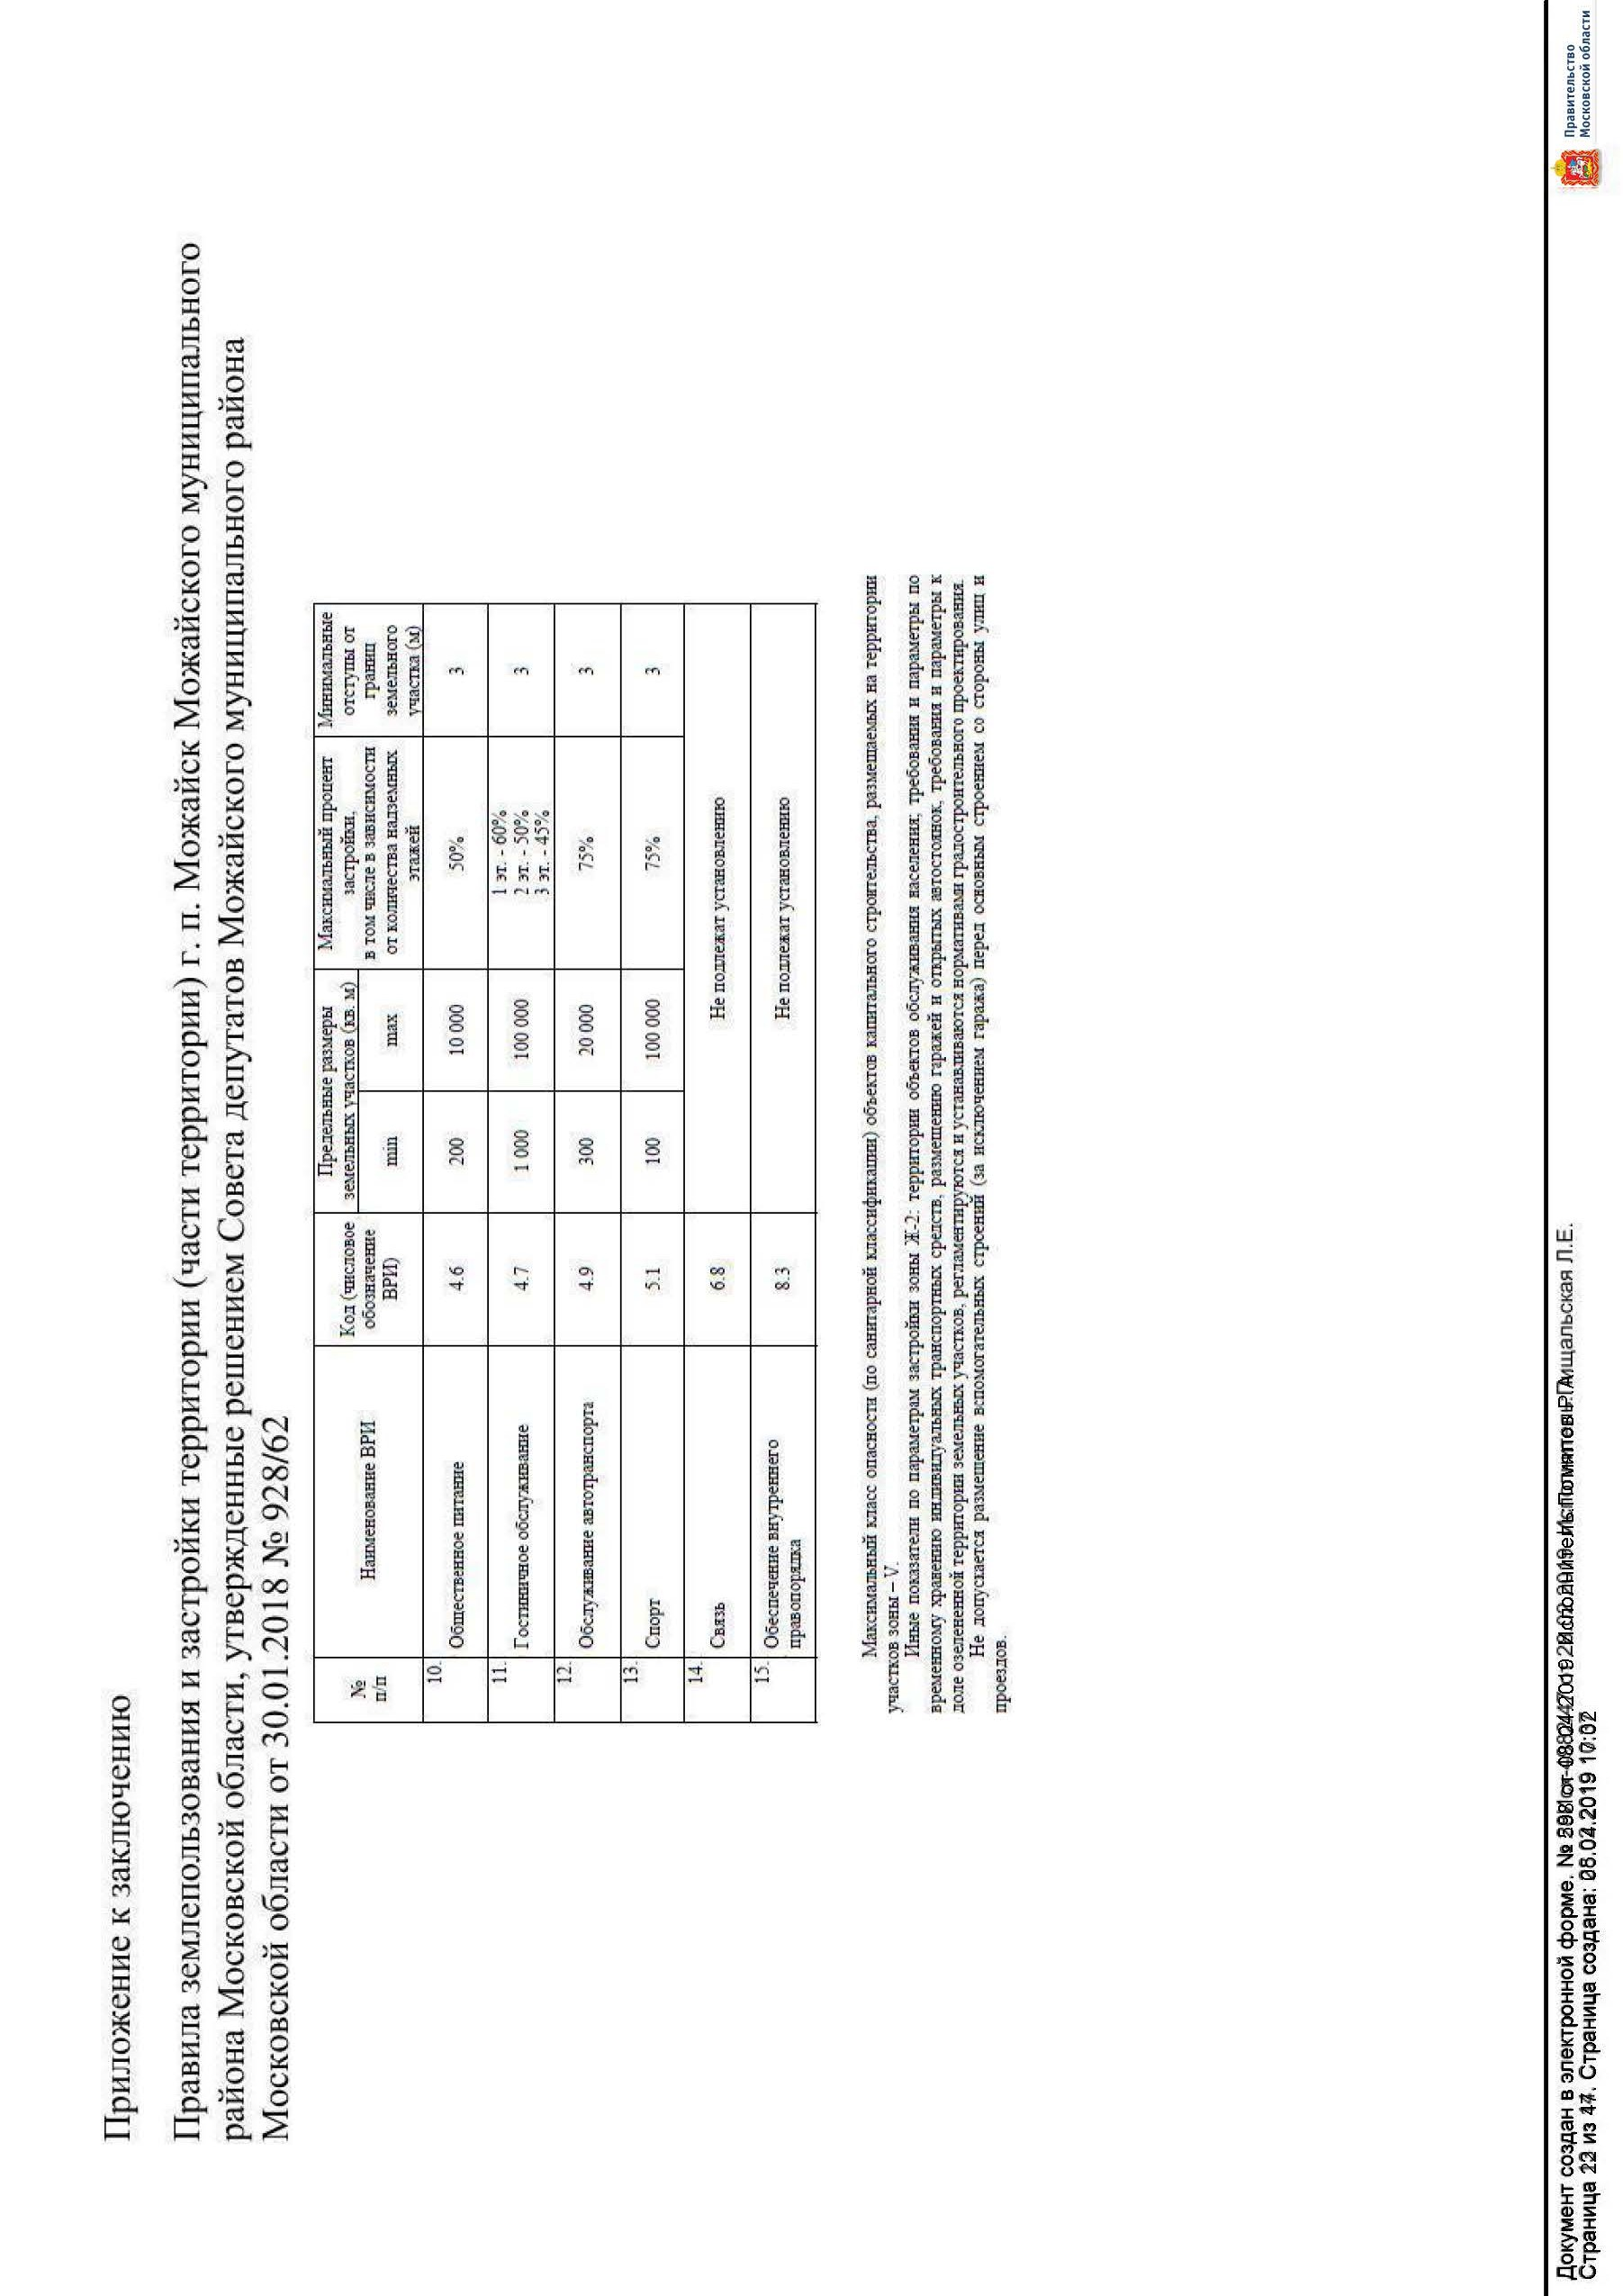 Приложение к заключению
Правила землепользования и застройки территории (части территории) г. п. Можайск Можайского муниципального
района Московской области, утвержденные решением Совета депутатов Можайского муниципального района
Московской области от 30.01.2018 № 928/62
№ п/п | Наименование ВРИ | Код (числовое обозначение ВРИ) | Предельные размеры земельных участков (кв. м) min | max | Максимальный процент застройки, в том числе в зависимости от количества надземных этажей | Минимальные отступы от границ земельного участка (м)
10. Общественное питание 4.6 200 10 000 50% 3
11. Гостиничное обслуживание 4.7 1 000 100 000 1 эт. - 60% 2 эт. - 50% 3 эт. - 45% 3
12. Обслуживание автотранспорта 4.9 300 20 000 75% 3
13. Спорт 5.1 100 100 000 75% 3
14. Связь 6.8 Не подлежат установлению
15. Обеспечение внутреннего правопорядка 8.3 Не подлежат установлению
Максимальный класс опасности (по санитарной классификации) объектов капитального строительства, размещаемых на территории
участков зоны – V.
Иные показатели по параметрам застройки зоны Ж-2: территории объектов обслуживания населения; требования и параметры по
временному хранению индивидуальных транспортных средств, размещению гаражей и открытых автостоянок, требования и параметры к
доле озелененной территории земельных участков, регламентируются и устанавливаются нормативами градостроительного проектирования.
Не допускается размещение вспомогательных строений (за исключением гаража) перед основным строением со стороны улиц и
проездов.
Документ создан в электронной форме. №
Страница из Страница создана:
Правительство
Московской области